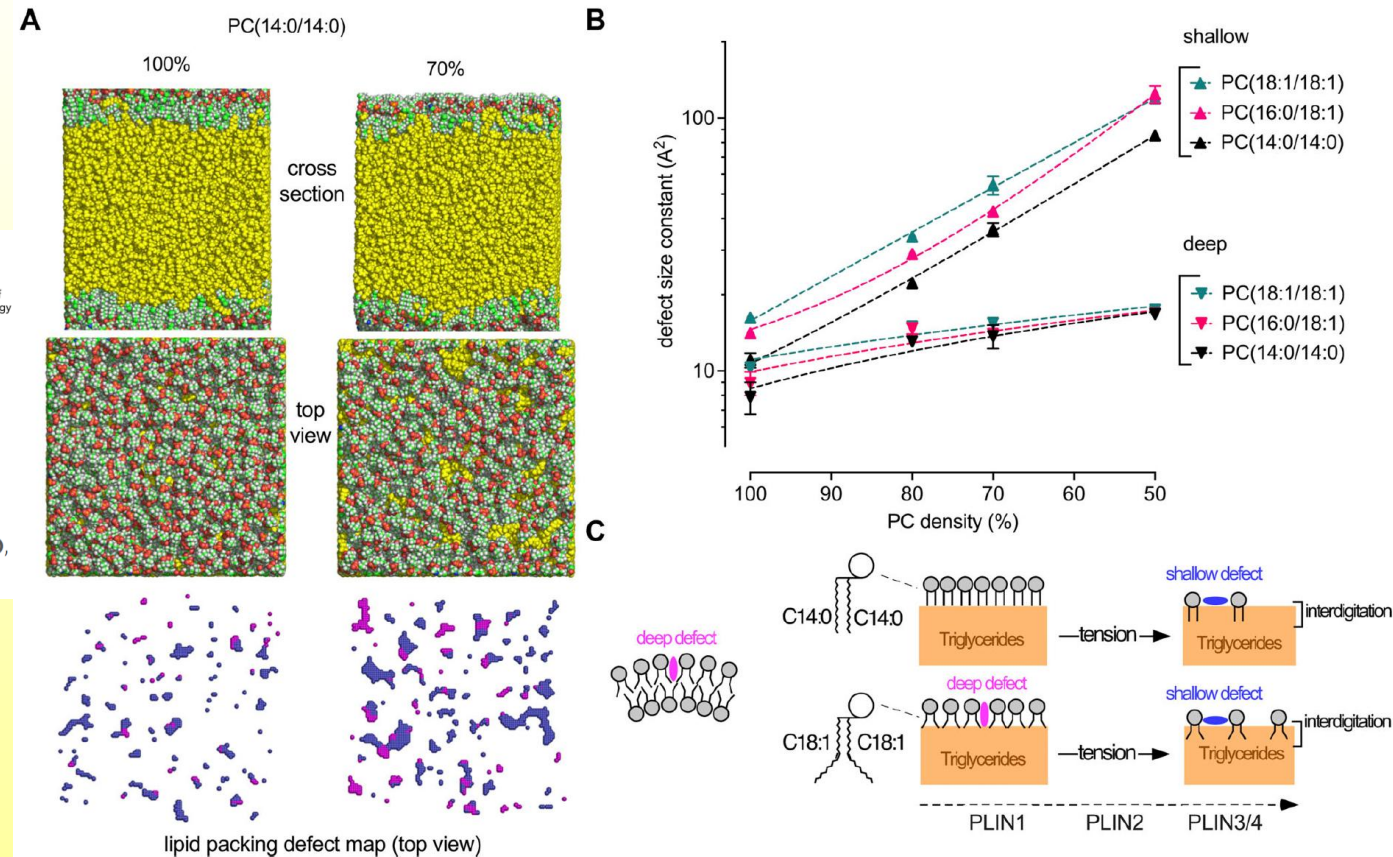 A
PC(14:0/14:0)
100%
70%
cross
section
top
view
lipid packing defect map (top view)
gy
,
B
defect size constant (A²)
100
10
100
90
80
70
60
50
PC density (%)
shallow
PC(18:1/18:1)
PC(16:0/18:1)
PC(14:0/14:0)
deep
PC(18:1/18:1)
PC(16:0/18:1)
PC(14:0/14:0)
C
deep defect
C14:0 C14:0
Triglycerides
tension
shallow defect
Triglycerides
interdigitation
C18:1 C18:1
deep defect
Triglycerides
tension
shallow defect
Triglycerides
interdigitation
PLIN1 PLIN2 PLIN3/4